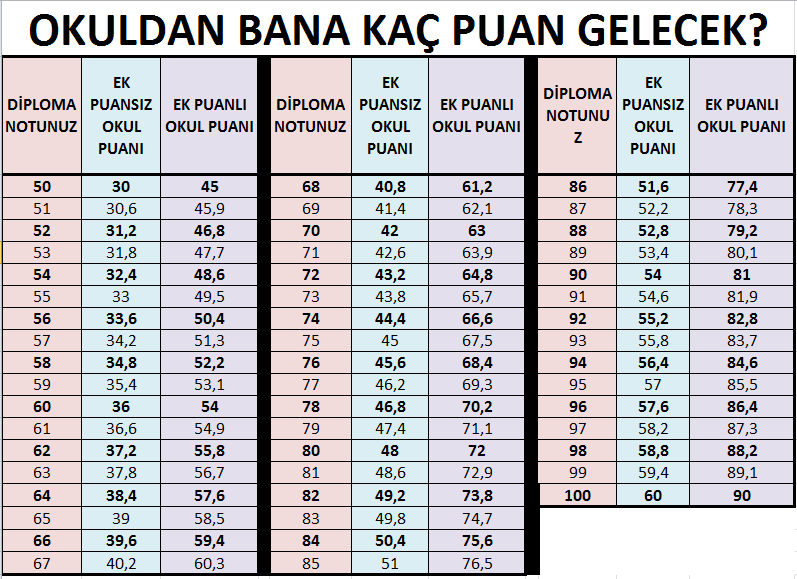 OKULDAN BANA KAÇ PUAN GELECEK?
DİPLOMA NOTUNUZ EK PUANSIZ OKUL PUANI EK PUANLI OKUL PUANI DİPLOMA NOTUNUZ EK PUANSIZ OKUL PUANI EK PUANLI OKUL PUANI DİPLOMA NOTUNU Z EK PUANSIZ OKUL PUANI EK PUANLI OKUL PUANI
50 30 45 68 40,8 61,2 86 51,6 77,4
51 30,6 45,9 69 41,4 62,1 87 52,2 78,3
52 31,2 46,8 70 42 63 88 52,8 79,2
53 31,8 47,7 71 42,6 63,9 89 53,4 80,1
54 32,4 48,6 72 43,2 64,8 90 54 81
55 33 49,5 73 43,8 65,7 91 54,6 81,9
56 33,6 50,4 74 44,4 66,6 92 55,2 82,8
57 34,2 51,3 75 45 67,5 93 55,8 83,7
58 34,8 52,2 76 45,6 68,4 94 56,4 84,6
59 35,4 53,1 77 46,2 69,3 95 57 85,5
60 36 54 78 46,8 70,2 96 57,6 86,4
61 36,6 54,9 79 47,4 71,1 97 58,2 87,3
62 37,2 55,8 80 48 72 98 58,8 88,2
63 37,8 56,7 81 48,6 72,9 99 59,4 89,1
64 38,4 57,6 82 49,2 73,8 100 60 90
65 39 58,5 83 49,8 74,7
66 39,6 59,4 84 50,4 75,6
67 40,2 60,3 85 51 76,5